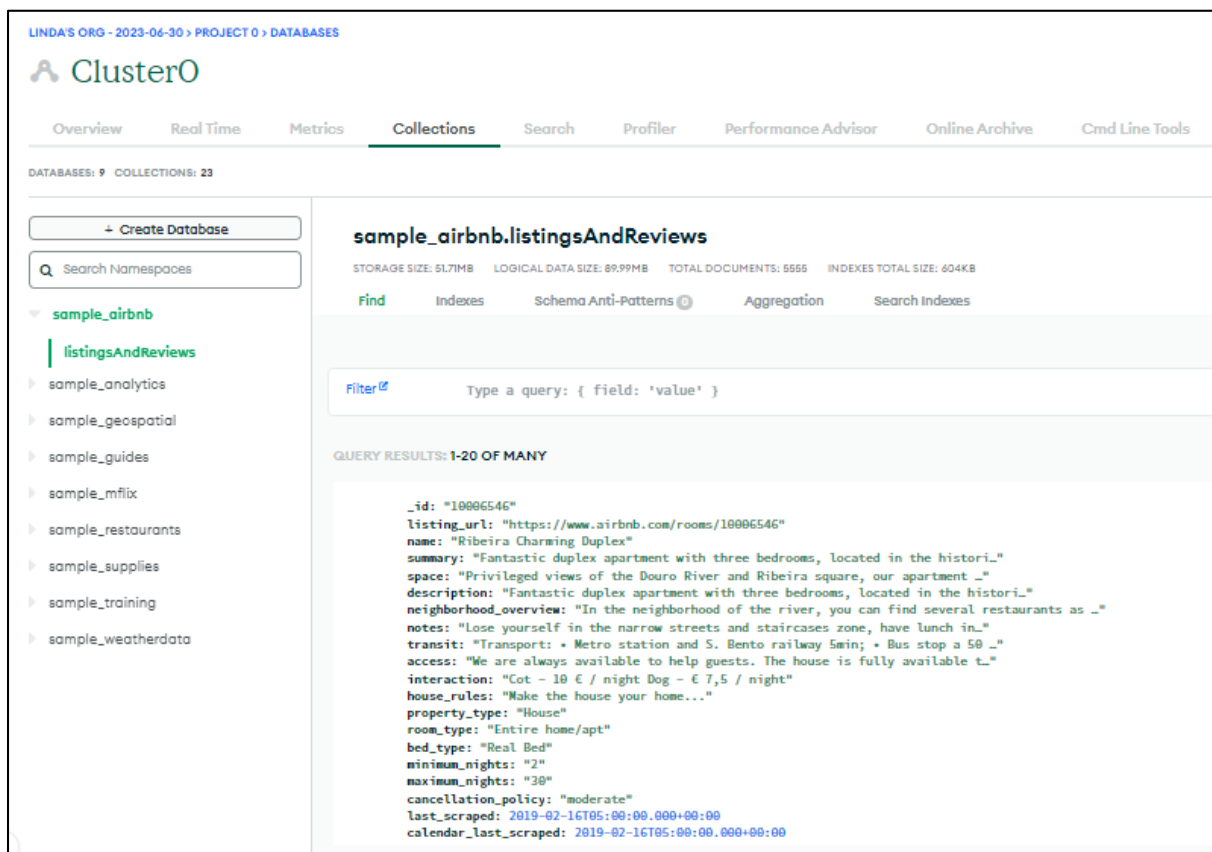 LINDA'S ORG - 2023-06-30 > PROJECT 0 > DATABASES
Cluster0
Overview Real Time Metrics Collections Search Profiler Performance Advisor Online Archive Cmd Line Tools
DATABASES: 9 COLLECTIONS: 23
+ Create Database
Search Namespaces
sample_airbnb
listingsAndReviews
sample_analytics
sample_geospatial
sample_guides
sample_mflix
sample_restaurants
sample_supplies
sample_training
sample_weatherdata
sample_airbnb.listingsAndReviews
STORAGE SIZE: 51.71MB LOGICAL DATA SIZE: 89.99MB TOTAL DOCUMENTS: 5555 INDEXES TOTAL SIZE: 604KB
Find Indexes Schema Anti-Patterns 0 Aggregation Search Indexes
Filter Type a query: { field: 'value' }
QUERY RESULTS: 1-20 OF MANY
_id: "10006546"
listing_url: "https://www.airbnb.com/rooms/10006546"
name: "Ribeira Charming Duplex"
summary: "Fantastic duplex apartment with three bedrooms, located in the histori…"
space: "Privileged views of the Douro River and Ribeira square, our apartment …"
description: "Fantastic duplex apartment with three bedrooms, located in the histori…"
neighborhood_overview: "In the neighborhood of the river, you can find several restaurants as …"
notes: "Lose yourself in the narrow streets and staircases zone, have lunch in…"
transit: "Transport: • Metro station and S. Bento railway 5min; • Bus stop a 50 …"
access: "We are always available to help guests. The house is fully available t…"
interaction: "Cot - 10 € / night Dog - € 7,5 / night"
house_rules: "Make the house your home..."
property_type: "House"
room_type: "Entire home/apt"
bed_type: "Real Bed"
minimum_nights: "2"
maximum_nights: "30"
cancellation_policy: "moderate"
last_scraped: 2019-02-16T05:00:00.000+00:00
calendar_last_scraped: 2019-02-16T05:00:00.000+00:00